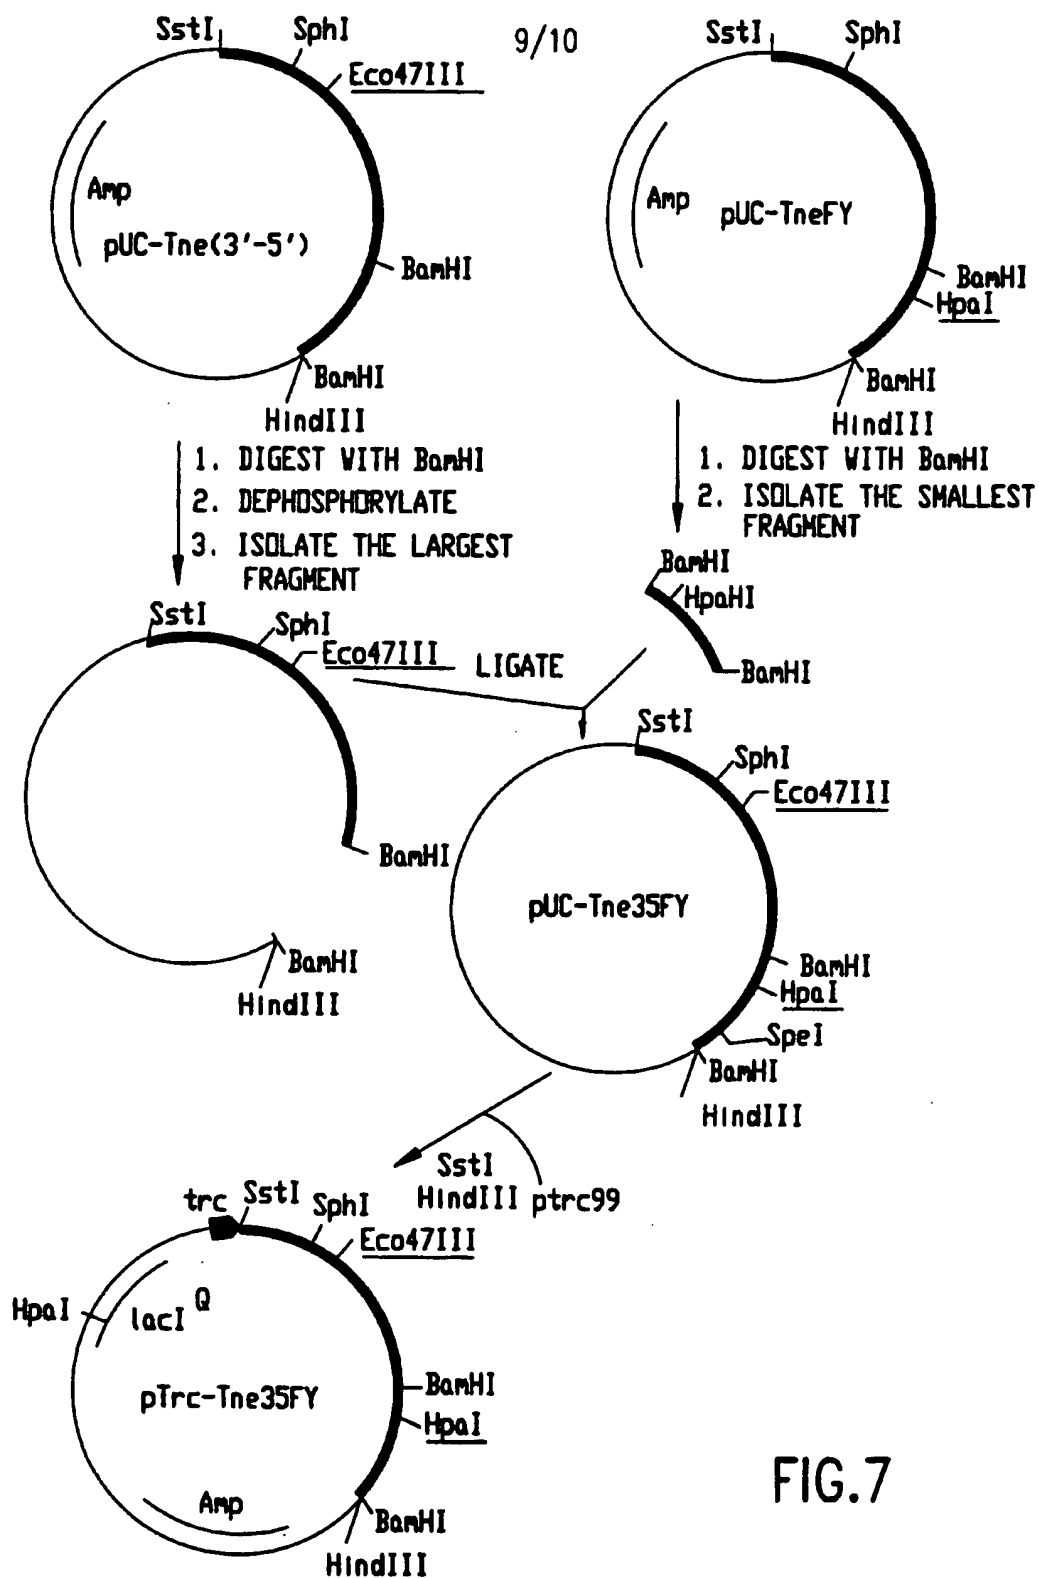 9/10
SstI
SphI
Eco47III
Amp
pUC-Tne(3'-5')
BamHI
BamHI
HindIII
SstI
SphI
Amp
pUC-TneFY
BamHI
HpaI
BamHI
HindIII
1. DIGEST WITH BamHI
2. DEPHOSPHORYLATE
3. ISOLATE THE LARGEST
FRAGMENT
1. DIGEST WITH BamHI
2. ISOLATE THE SMALLEST
FRAGMENT
BamHI
HpaHI
BamHI
SstI
SphI
Eco47III
LIGATE
BamHI
BamHI
HindIII
SstI
SphI
Eco47III
pUC-Tne35FY
BamHI
HpaI
SpeI
BamHI
HindIII
SstI
HindIII ptrc99
trc
SstI
SphI
Eco47III
HpaI
lacI Q
pTrc-Tne35FY
BamHI
HpaI
Amp
BamHI
HindIII
FIG.7